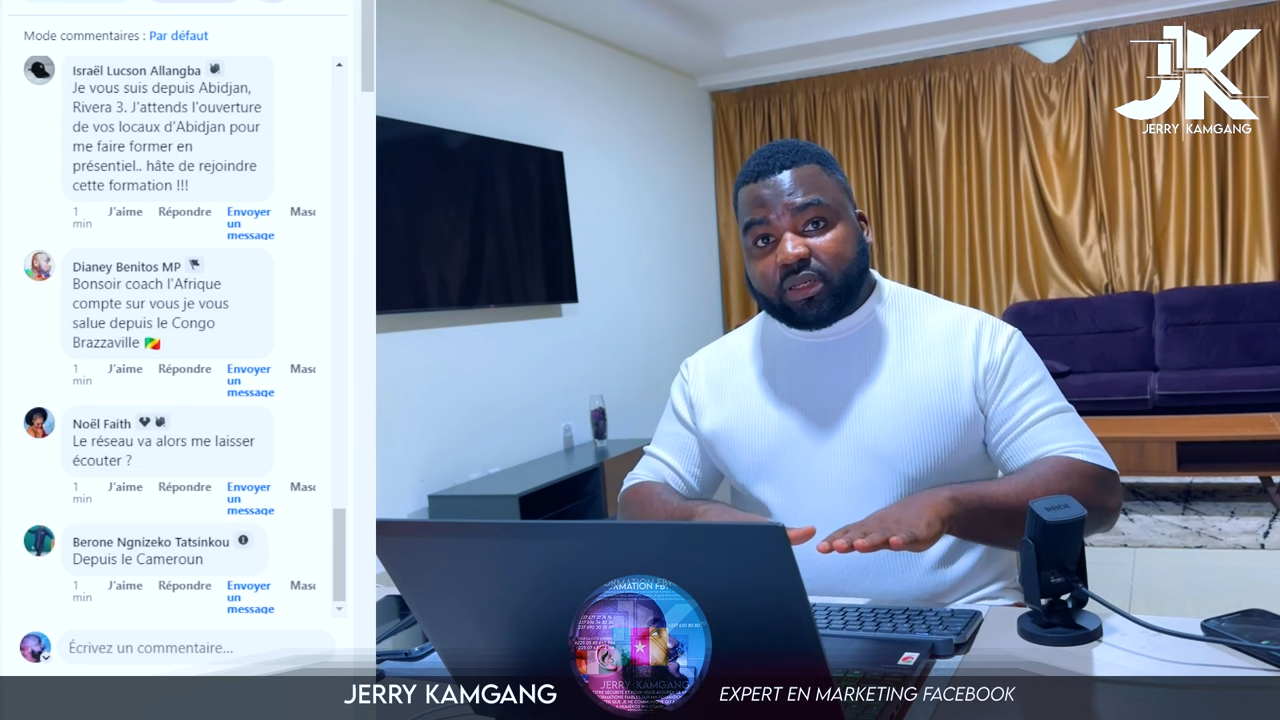 Mode commentaires : Par défaut
Israël Lucson Allangba
Je vous suis depuis Abidjan,
Rivera 3. J'attends l'ouverture
de vos locaux d'Abidjan pour
me faire former en
présentiel.. hâte de rejoindre
cette formation !!!
1 min J'aime Répondre Envoyer un message
Dianey Benitos MP
Bonsoir coach l'Afrique
compte sur vous je vous
salue depuis le Congo
Brazzaville 🇨🇬
1 min J'aime Répondre Envoyer un message
Noël Faith
Le réseau va alors me laisser
écouter ?
1 min J'aime Répondre Envoyer un message
Berone Ngnizeko Tatsinkou
Depuis le Cameroun
1 min J'aime Répondre Envoyer un message
Écrivez un commentaire...
JK
JERRY KAMGANG
RØDE
JERRY KAMGANG
JERRY KAMGANG
EXPERT EN MARKETING FACEBOOK